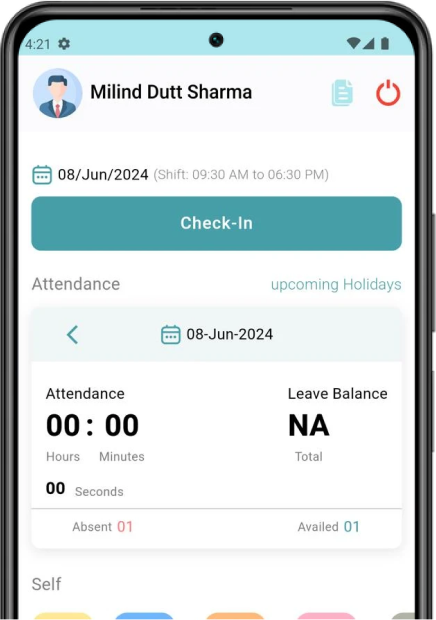 4:21
Milind Dutt Sharma
08/Jun/2024 (Shift: 09:30 AM to 06:30 PM)
Check-In
Attendance upcoming Holidays
08-Jun-2024
Attendance Leave Balance
00 : 00 NA
Hours Minutes Total
00 Seconds
Absent 01 Availed 01
Self